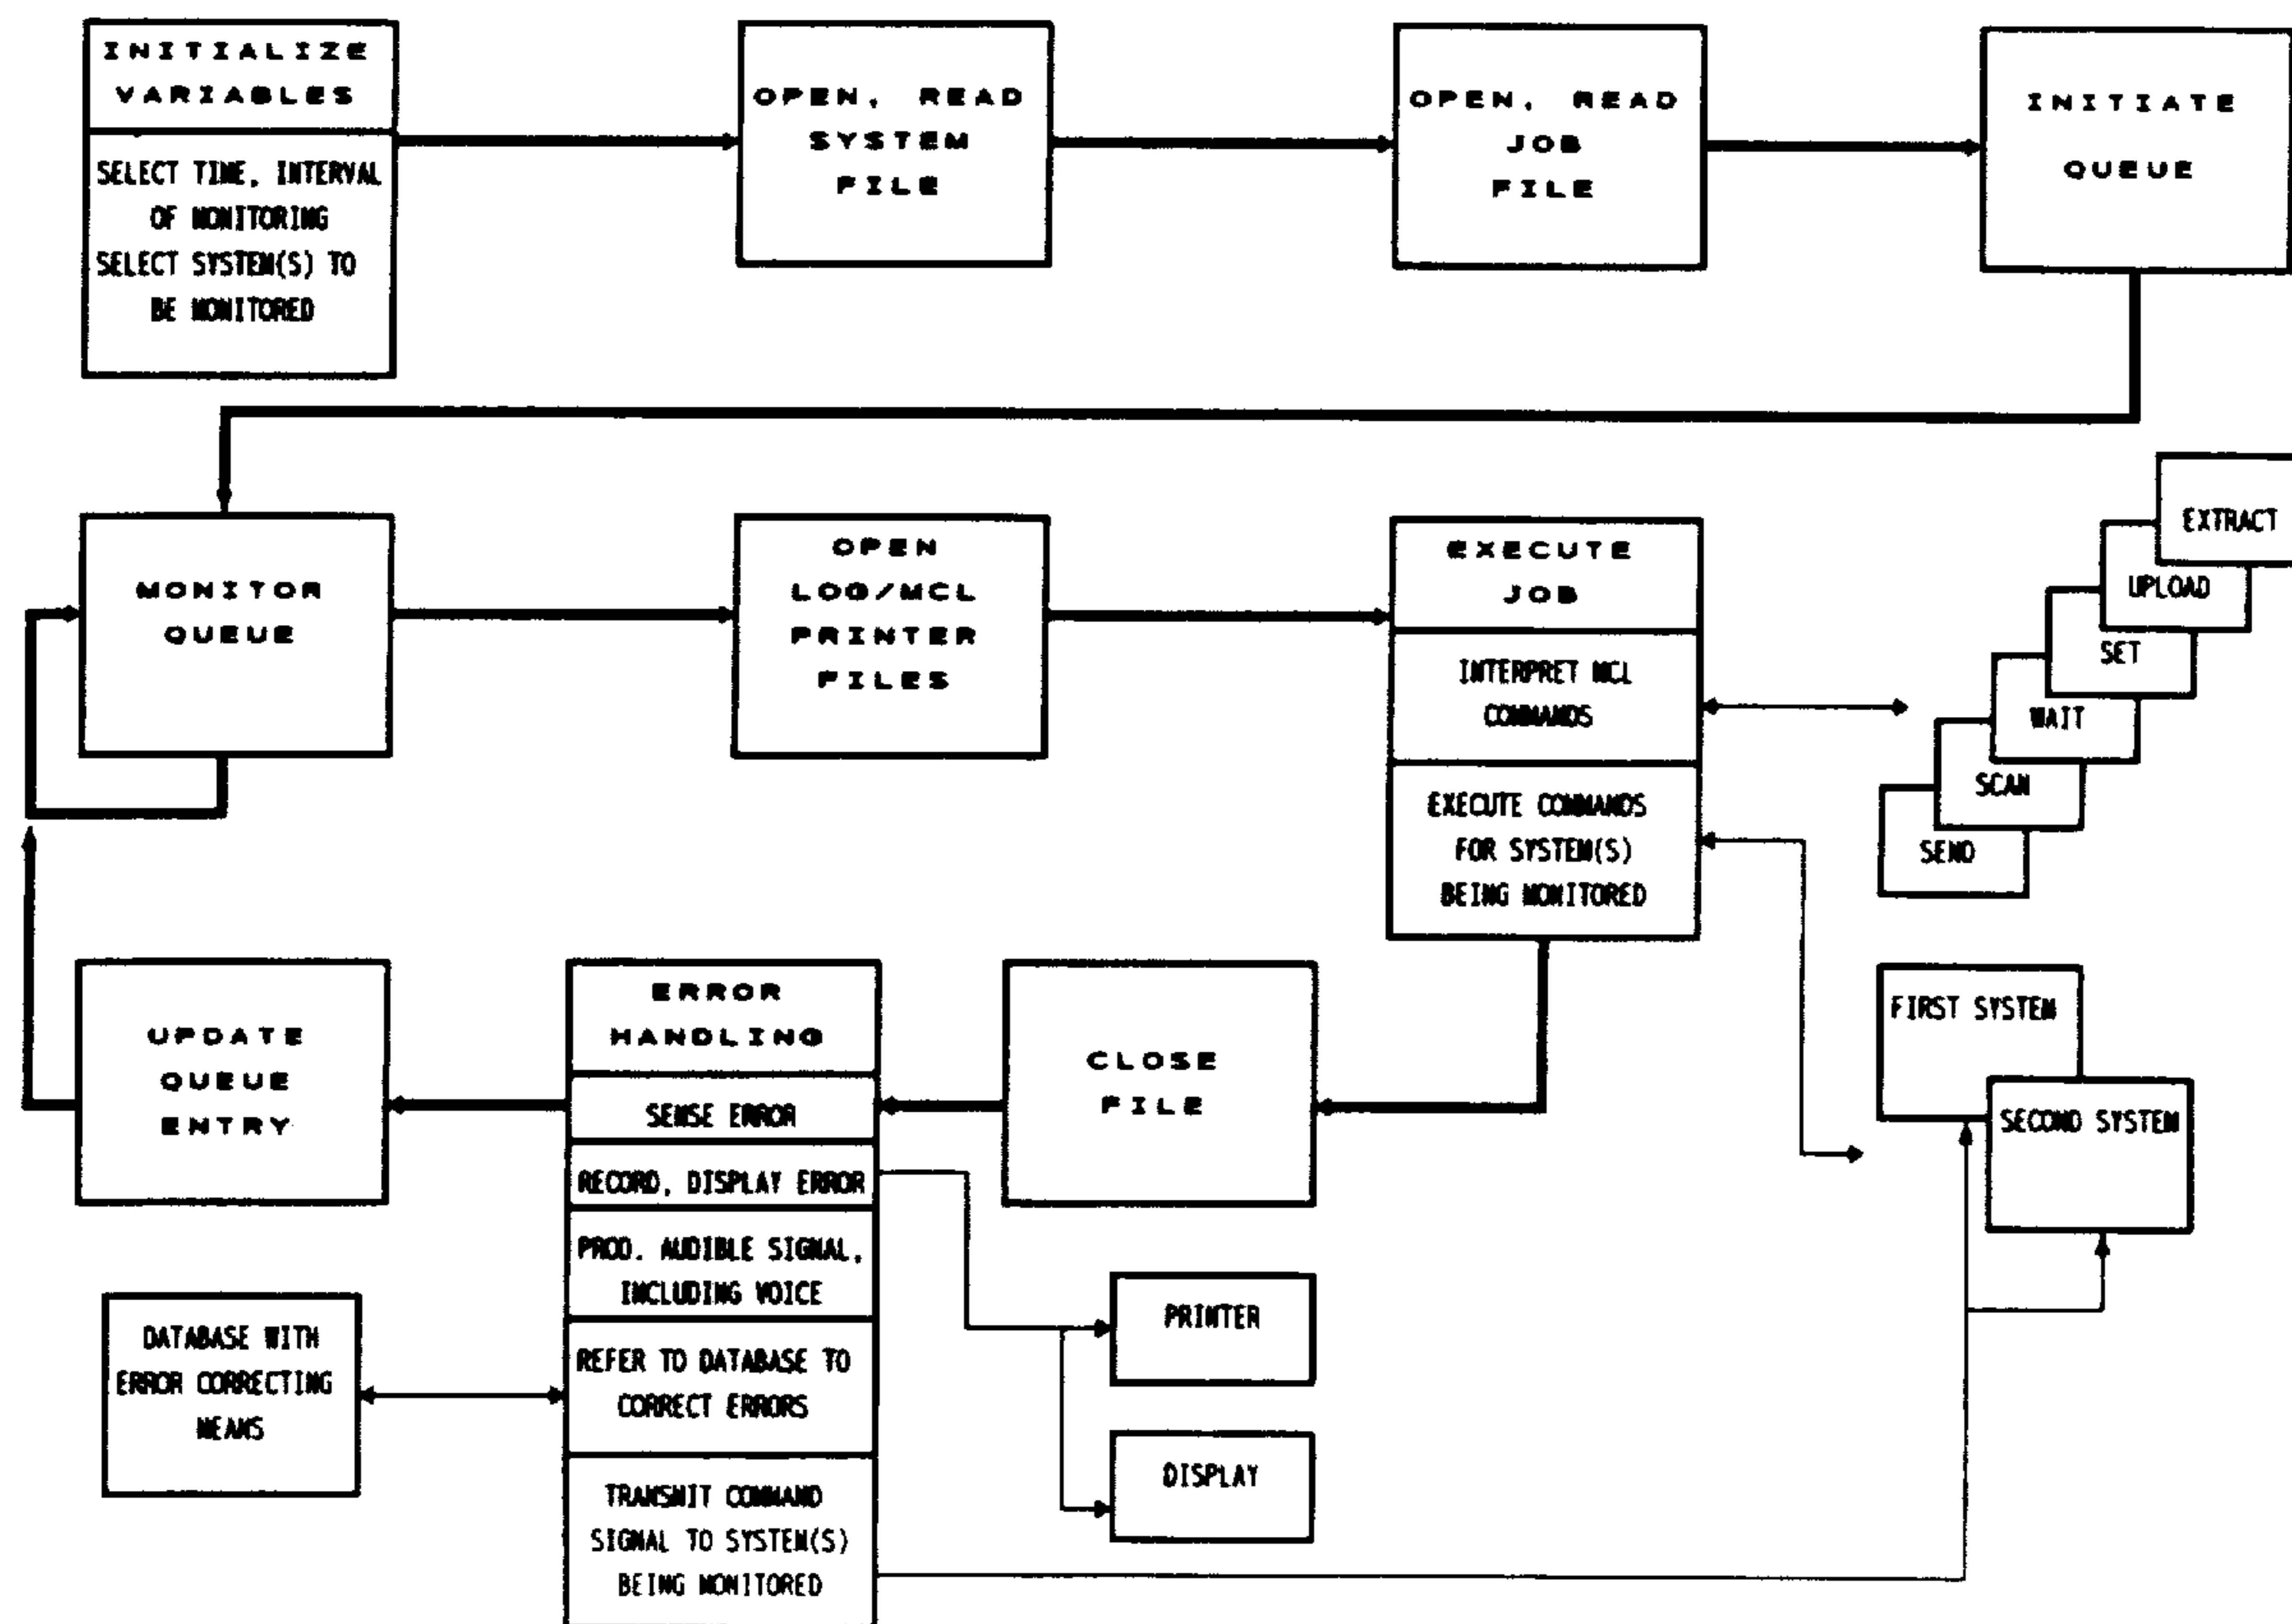 INITIALIZE
VARIABLES
SELECT TIME, INTERVAL
OF MONITORING
SELECT SYSTEM(S) TO
BE MONITORED
OPEN, READ
SYSTEM
FILE
OPEN, READ
JOB
FILE
INITIATE
QUEUE
MONITOR
QUEUE
OPEN
LOG/MCL
PRINTER
FILES
EXECUTE
JOB
INTERPRET MCL
COMMANDS
EXECUTE COMMANDS
FOR SYSTEM(S)
BEING MONITORED
EXTRACT
UPLOAD
SET
WAIT
SCAN
SEND
FIRST SYSTEM
SECOND SYSTEM
CLOSE
FILE
ERROR
HANDLING
SENSE ERROR
RECORD, DISPLAY ERROR
PROD. AUDIBLE SIGNAL,
INCLUDING VOICE
REFER TO DATABASE TO
CORRECT ERRORS
TRANSMIT COMMAND
SIGNAL TO SYSTEM(S)
BEING MONITORED
UPDATE
QUEUE
ENTRY
DATABASE WITH
ERROR CORRECTING
MEANS
PRINTER
DISPLAY